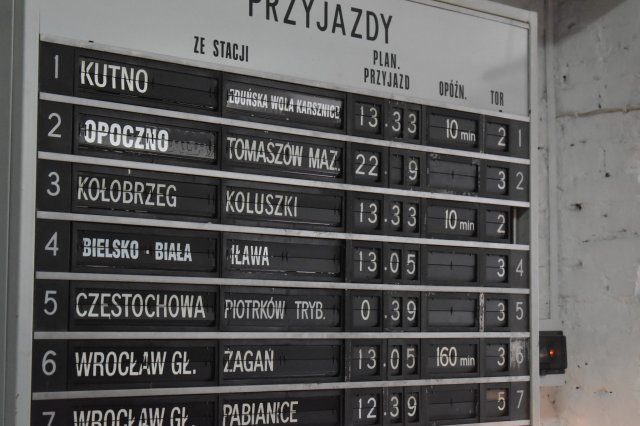 PRZYJAZDY
ZE STACJI PLAN. PRZYJAZD OPÓŹN. TOR
1 KUTNO ZDUŃSKA WOLA KARSZNICE 13.33 10 min 2 1
2 OPOCZNO TOMASZÓW MAZ. 22.9 3 2
3 KOŁOBRZEG KOLUSZKI 13.33 10 min 2
4 BIELSKO - BIAŁA IŁAWA 13.05 3 4
5 CZĘSTOCHOWA PIOTRKÓW TRYB. 0.39 3 5
6 WROCŁAW GŁ. ŻAGAŃ 13.05 160 min 3 6
7 WROCŁAW GŁ. PABIANICE 12.39 5 7